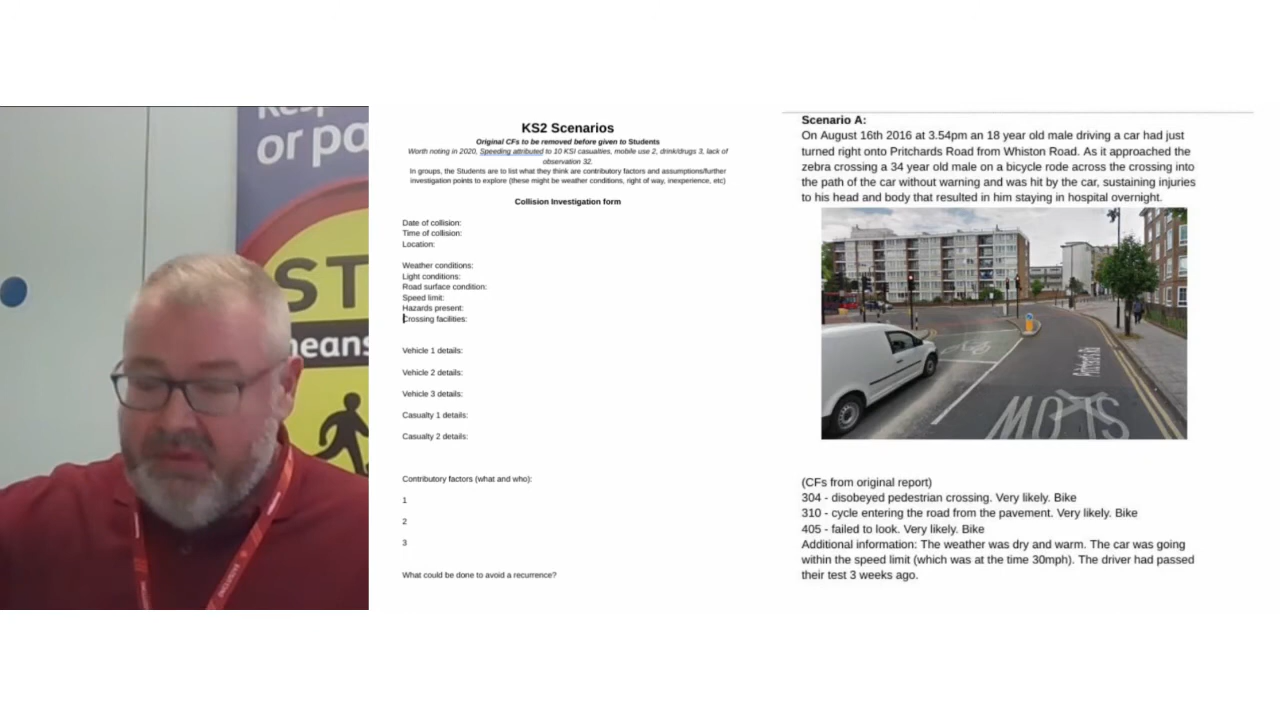 or pa
ST
means
KS2 Scenarios
Original CFs to be removed before given to Students
Worth noting in 2020, Speeding attributed to 10 KSI casualties, mobile use 2, drink/drugs 3, lack of
observation 32.
In groups, the Students are to list what they think are contributory factors and assumptions/further
investigation points to explore (these might be weather conditions, right of way, inexperience, etc)
Collision Investigation form
Date of collision:
Time of collision:
Location:
Weather conditions:
Light conditions:
Road surface condition:
Speed limit:
Hazards present:
Crossing facilities:
Vehicle 1 details:
Vehicle 2 details:
Vehicle 3 details:
Casualty 1 details:
Casualty 2 details:
Contributory factors (what and who):
1
2
3
What could be done to avoid a recurrence?
Scenario A:
On August 16th 2016 at 3.54pm an 18 year old male driving a car had just
turned right onto Pritchards Road from Whiston Road. As it approached the
zebra crossing a 34 year old male on a bicycle rode across the crossing into
the path of the car without warning and was hit by the car, sustaining injuries
to his head and body that resulted in him staying in hospital overnight.
Pritchard's Rd
SLOW
(CFs from original report)
304 - disobeyed pedestrian crossing. Very likely. Bike
310 - cycle entering the road from the pavement. Very likely. Bike
405 - failed to look. Very likely. Bike
Additional information: The weather was dry and warm. The car was going
within the speed limit (which was at the time 30mph). The driver had passed
their test 3 weeks ago.